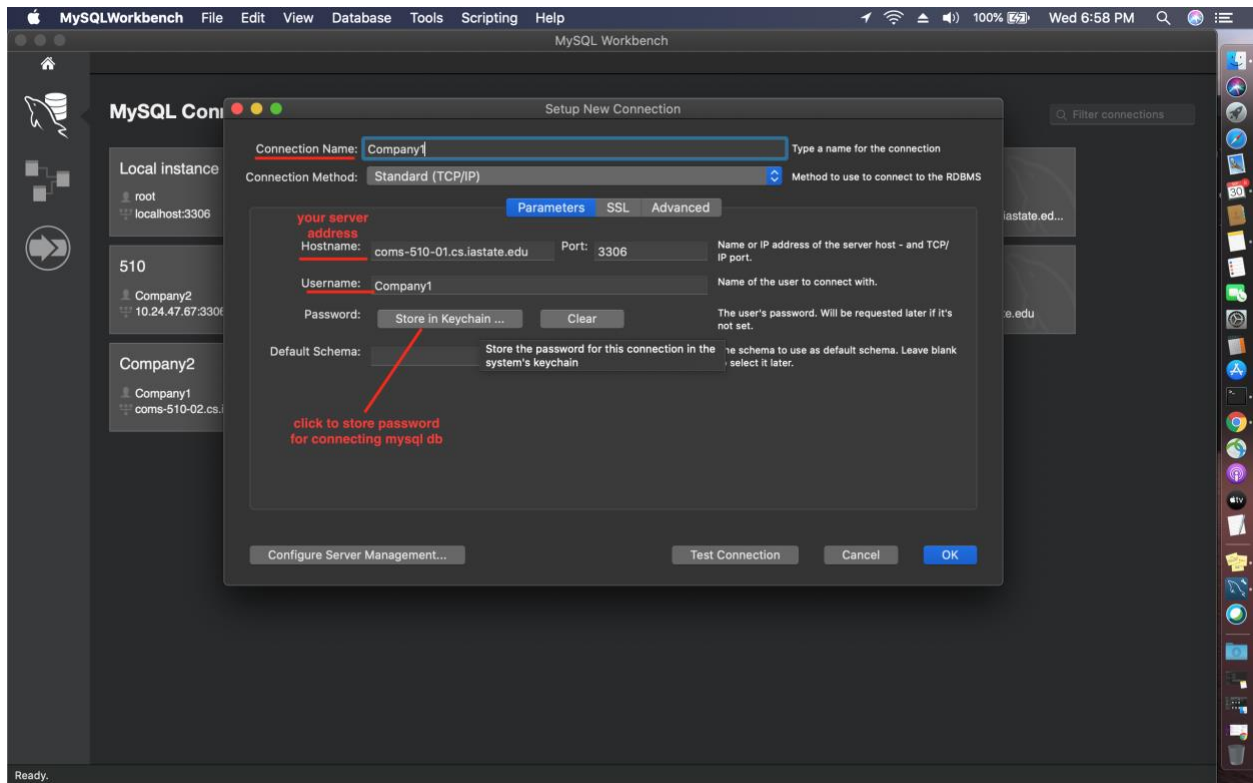 MySQLWorkbench File Edit View Database Tools Scripting Help 100% Wed 6:58 PM
MySQL Workbench
MySQL Con
Setup New Connection
Filter connections
Connection Name: Company1 Type a name for the connection
Connection Method: Standard (TCP/IP) Method to use to connect to the RDBMS
Local instance
root
localhost:3306
iastate.ed...
Parameters SSL Advanced
your server
address
Hostname: coms-510-01.cs.iastate.edu Port: 3306 Name or IP address of the server host - and TCP/
IP port.
510
Company2
10.24.47.67:3306
e.edu
Username: Company1 Name of the user to connect with.
Password: Store in Keychain ... Clear The user's password. Will be requested later if it's
not set.
Default Schema: Store the password for this connection in the
system's keychain
he schema to use as default schema. Leave blank
select it later.
Company2
Company1
coms-510-02.cs.i
click to store password
for connecting mysql db
Configure Server Management... Test Connection Cancel OK
30
tv
Ready.